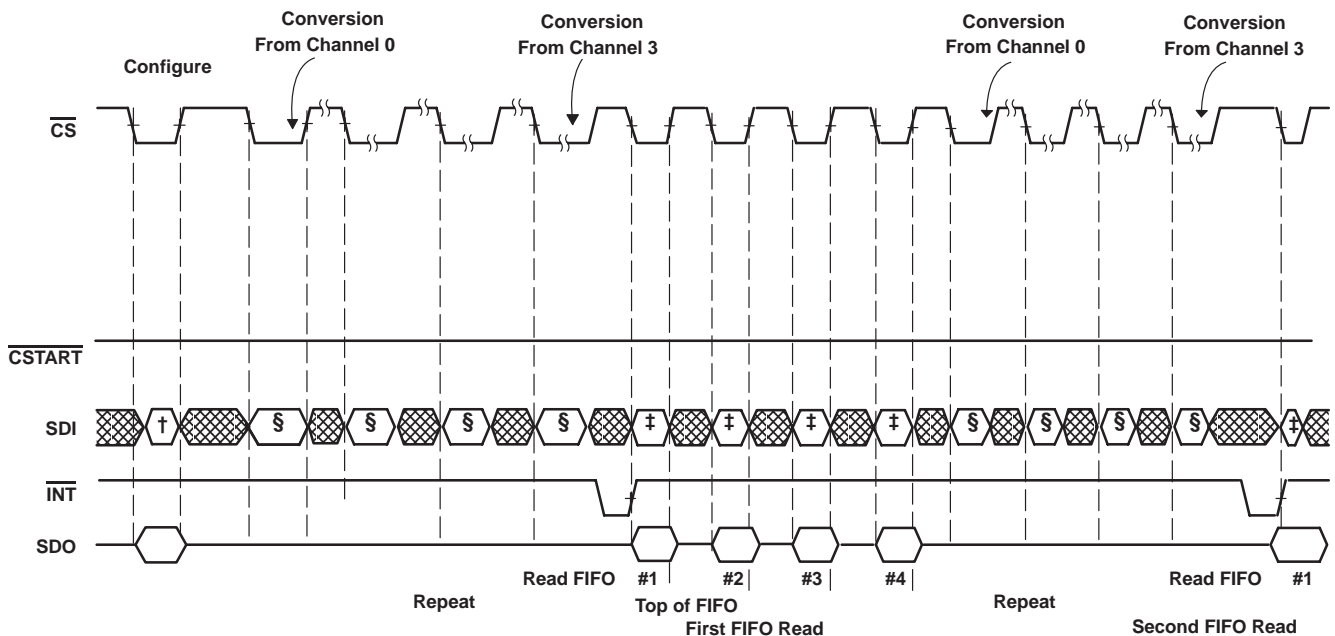 Conversion
From Channel 0
Conversion
From Channel 3
Conversion
From Channel 0
Conversion
From Channel 3
Configure
CS
CSTART
SDI † § § § § ‡ ‡ ‡ ‡ § § § § ‡
INT
SDO
Read FIFO #1 #2 #3 #4 Read FIFO #1
Repeat Top of FIFO Repeat
First FIFO Read Second FIFO Read